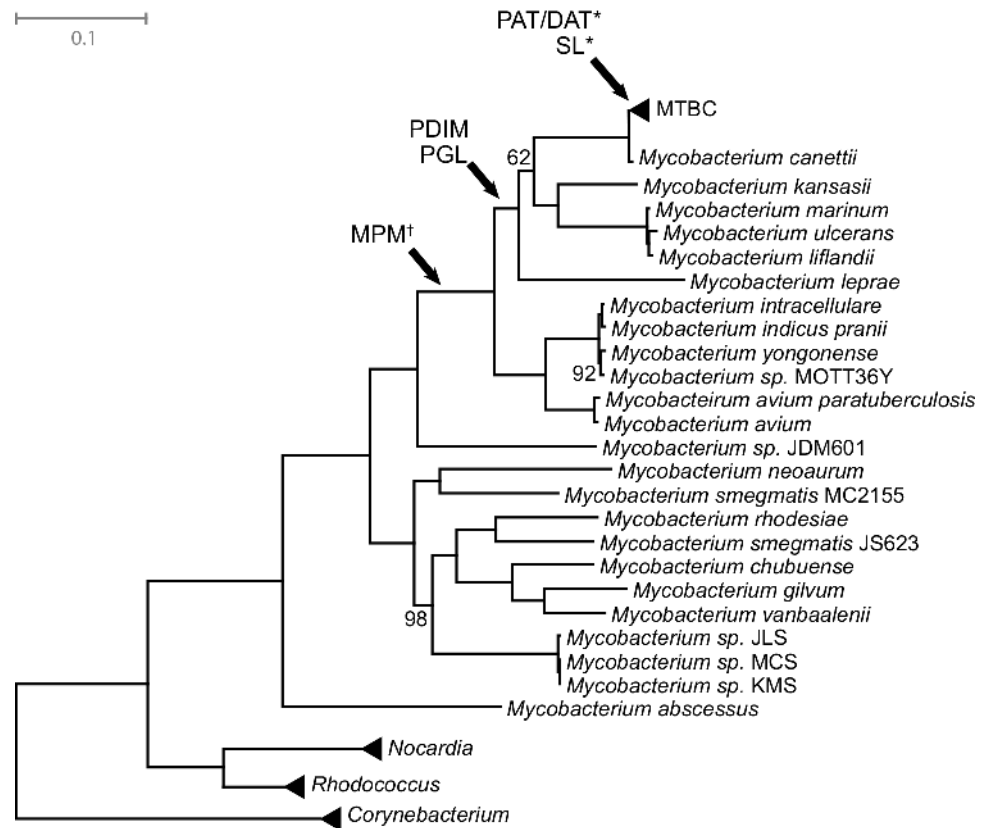 0.1
PAT/DAT*
SL*
MTBC
PDIM
PGL
62
Mycobacterium canettii
Mycobacterium kansasii
Mycobacterium marinum
MPM†
Mycobacterium ulcerans
Mycobacterium liflandii
Mycobacterium leprae
Mycobacterium intracellulare
Mycobacterium indicus pranii
Mycobacterium yongonense
92
Mycobacterium sp. MOTT36Y
Mycobacteirum avium paratuberculosis
Mycobacterium avium
Mycobacterium sp. JDM601
Mycobacterium neoaurum
Mycobacterium smegmatis MC2155
Mycobacterium rhodesiae
Mycobacterium smegmatis JS623
Mycobacterium chubuense
Mycobacterium gilvum
98
Mycobacterium vanbaalenii
Mycobacterium sp. JLS
Mycobacterium sp. MCS
Mycobacterium sp. KMS
Mycobacterium abscessus
Nocardia
Rhodococcus
Corynebacterium